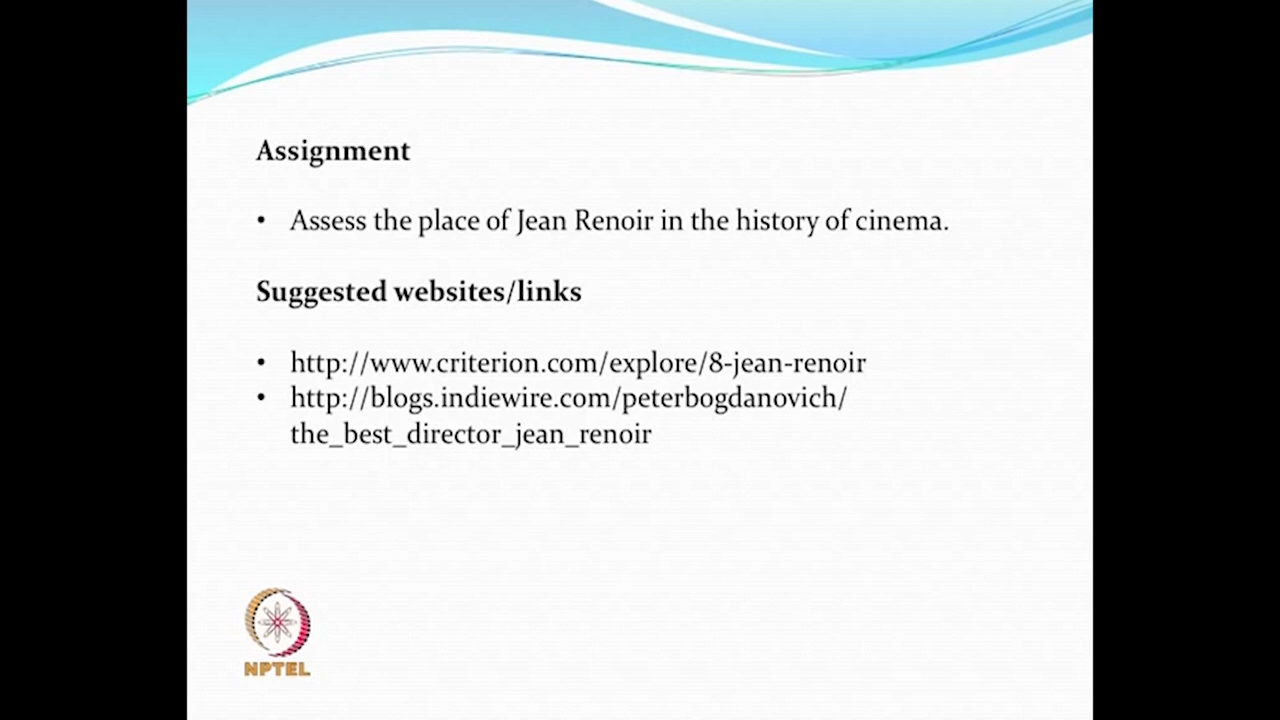 Assignment
• Assess the place of Jean Renoir in the history of cinema.
Suggested websites/links
• http://www.criterion.com/explore/8-jean-renoir
• http://blogs.indiewire.com/peterbogdanovich/
the_best_director_jean_renoir
NPTEL